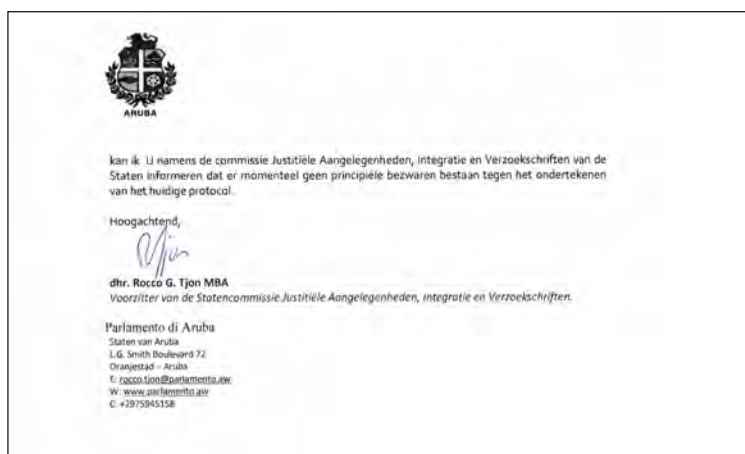 ARUBA
kan ik U namens de commissie Justitiële Aangelegenheden, Integratie en Verzoekschriften van de
Staten informeren dat er momenteel geen principiële bezwaren bestaan tegen het ondertekenen
van het huidige protocol.
Hoogachtend,
dhr. Rocco G. Tjon MBA
Voorzitter van de Statencommissie Justitiële Aangelegenheden, Integratie en Verzoekschriften.
Parlamento di Aruba
Staten van Aruba
L.G. Smith Boulevard 72
Oranjestad – Aruba
E: rocco.tjon@parlamento.aw
W: www.parlamento.aw
C: +2975945158